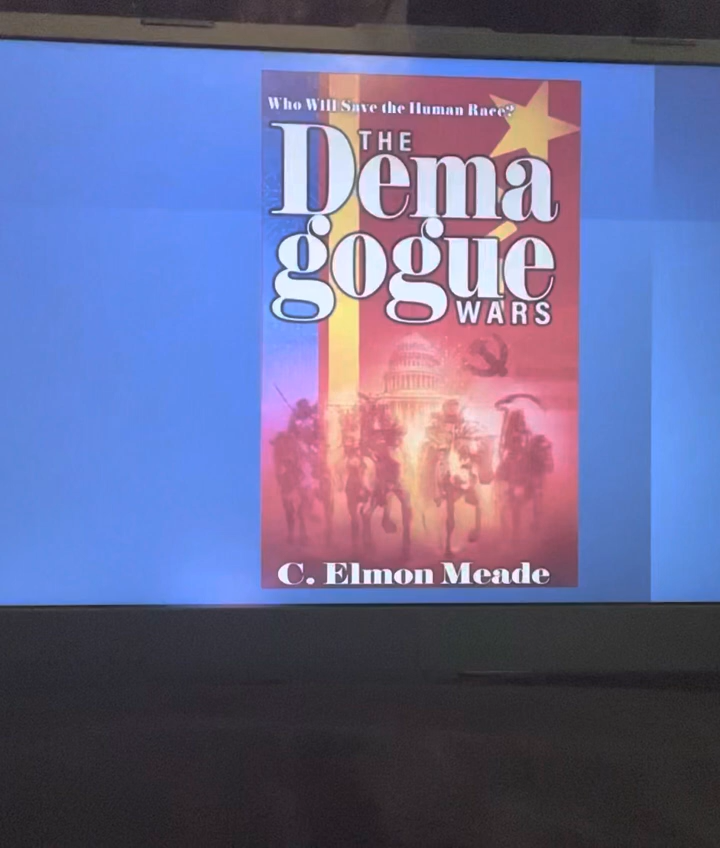 Who Will Save the Human Race?
THE
Dema
gogue
WARS
C. Elmon Meade